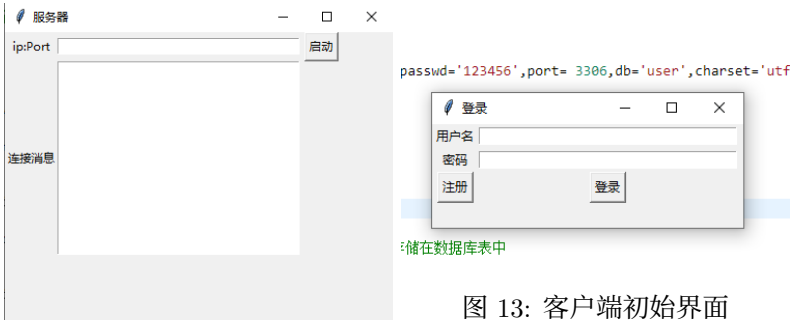 服务器
ip:Port 启动
连接消息
passwd='123456',port= 3306,db='user',charset='utf
登录
用户名
密码
注册 登录
储在数据库表中
图 13: 客户端初始界面